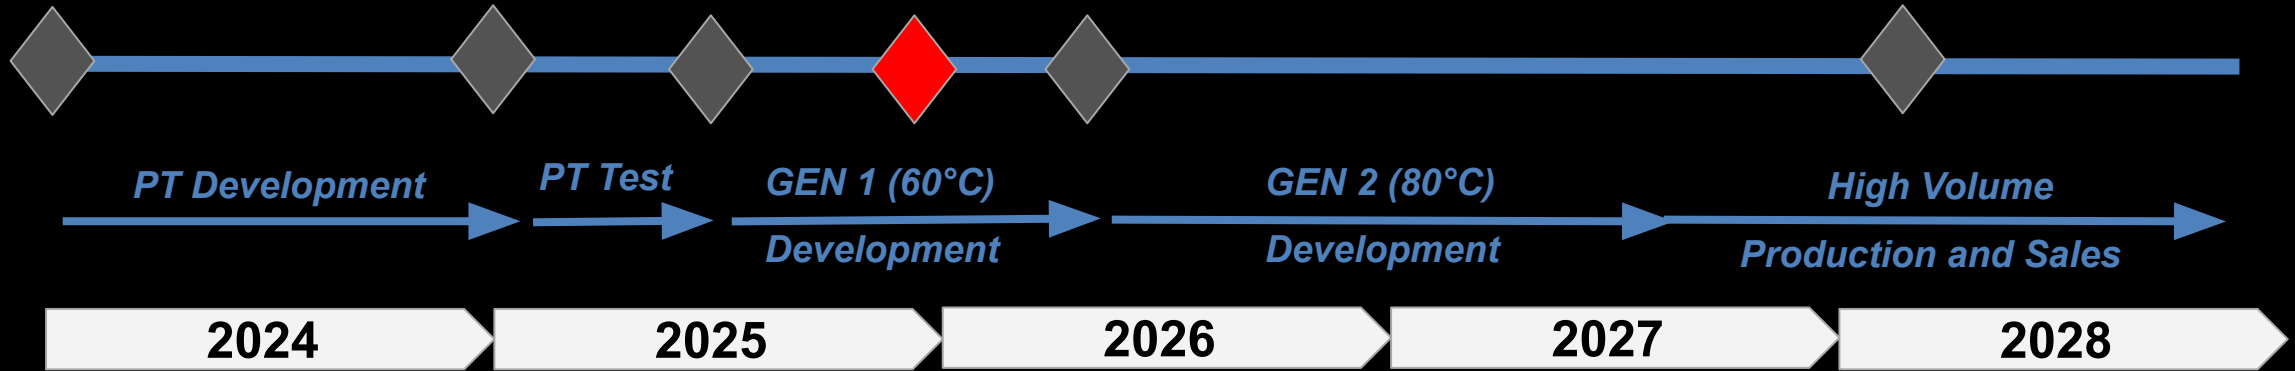 PT Development
PT Test
GEN 1 (60°C)
Development
GEN 2 (80°C)
Development
High Volume
Production and Sales
2024
2025
2026
2027
2028